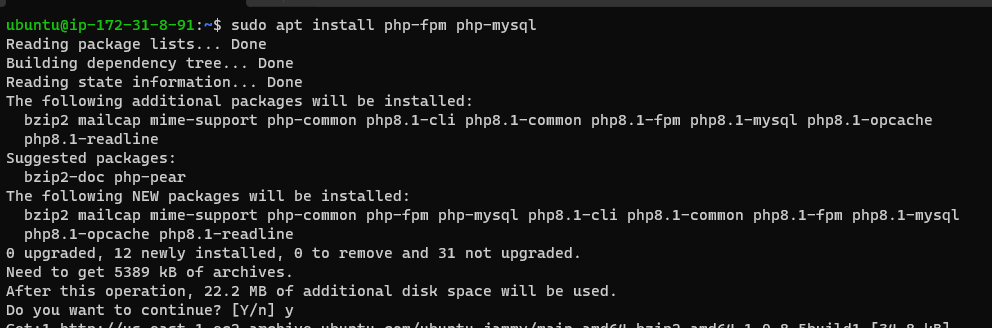 ubuntu@ip-172-31-8-91:~$ sudo apt install php-fpm php-mysql
Reading package lists... Done
Building dependency tree... Done
Reading state information... Done
The following additional packages will be installed:
  bzip2 mailcap mime-support php-common php8.1-cli php8.1-common php8.1-fpm php8.1-mysql php8.1-opcache
  php8.1-readline
Suggested packages:
  bzip2-doc php-pear
The following NEW packages will be installed:
  bzip2 mailcap mime-support php-common php-fpm php-mysql php8.1-cli php8.1-common php8.1-fpm php8.1-mysql
  php8.1-opcache php8.1-readline
0 upgraded, 12 newly installed, 0 to remove and 31 not upgraded.
Need to get 5389 kB of archives.
After this operation, 22.2 MB of additional disk space will be used.
Do you want to continue? [Y/n] y